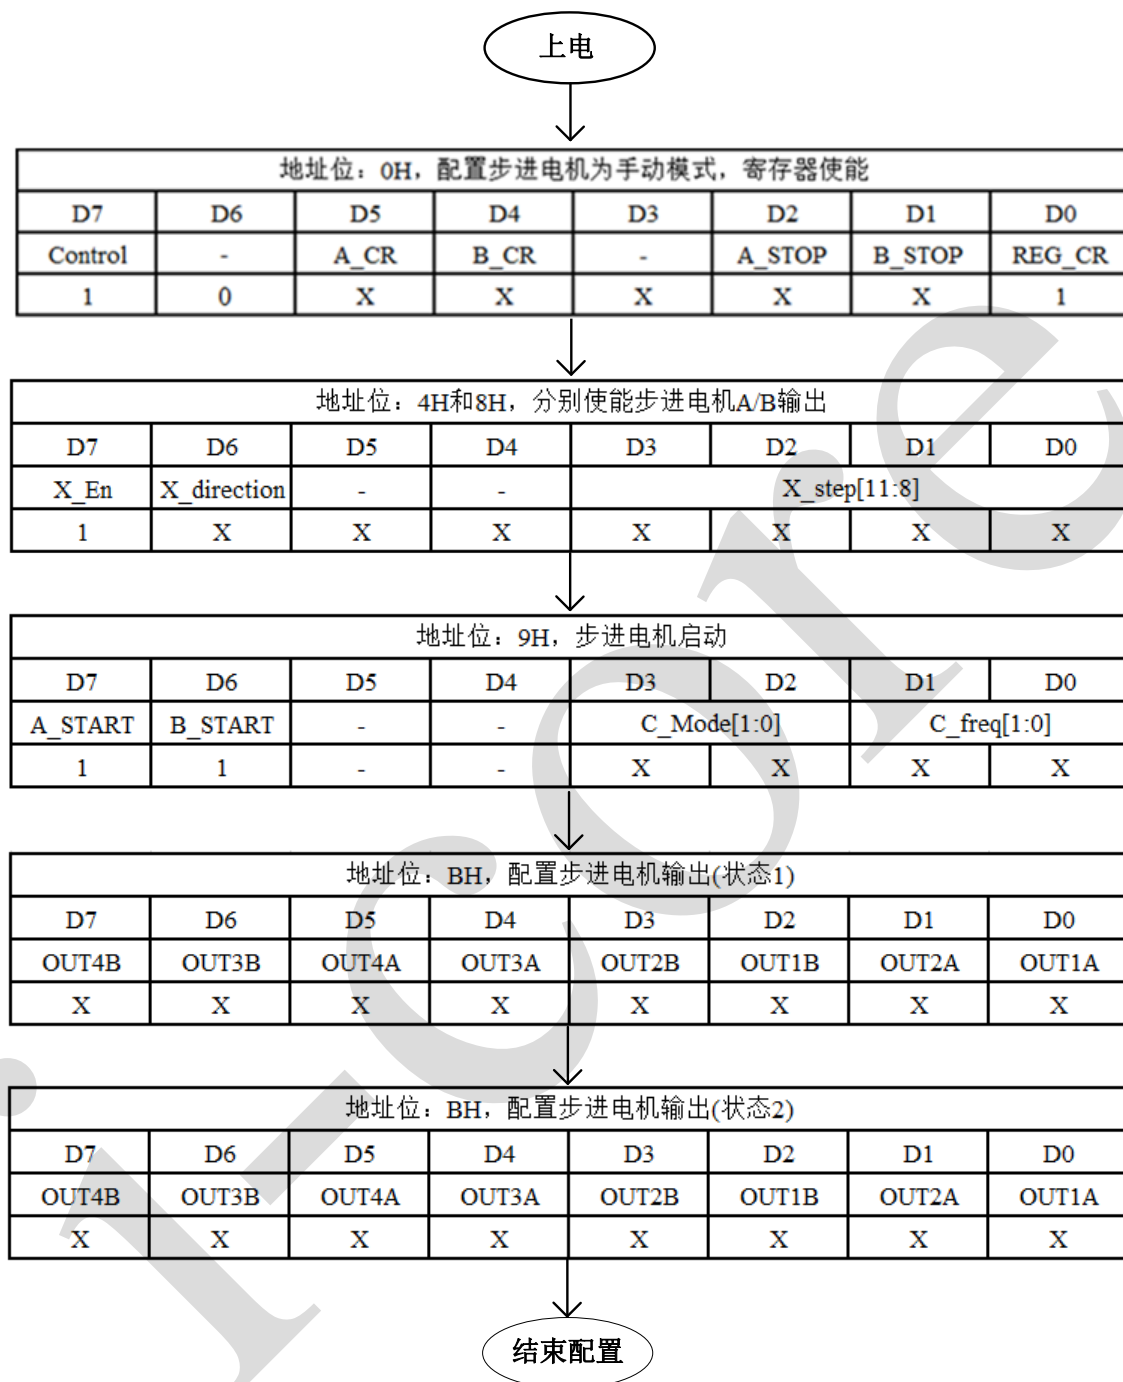 上电
地址位：0H，配置步进电机为手动模式，寄存器使能
D7 D6 D5 D4 D3 D2 D1 D0
Control - A_CR B_CR - A_STOP B_STOP REG_CR
1 0 X X X X X 1
地址位：4H和8H，分别使能步进电机A/B输出
D7 D6 D5 D4 D3 D2 D1 D0
X_En X_direction - - X_step[11:8]
1 X X X X X X X
地址位：9H，步进电机启动
D7 D6 D5 D4 D3 D2 D1 D0
A_START B_START - - C_Mode[1:0] C_freq[1:0]
1 1 - - X X X X
地址位：BH，配置步进电机输出(状态1)
D7 D6 D5 D4 D3 D2 D1 D0
OUT4B OUT3B OUT4A OUT3A OUT2B OUT1B OUT2A OUT1A
X X X X X X X X
地址位：BH，配置步进电机输出(状态2)
D7 D6 D5 D4 D3 D2 D1 D0
OUT4B OUT3B OUT4A OUT3A OUT2B OUT1B OUT2A OUT1A
X X X X X X X X
结束配置
i-core